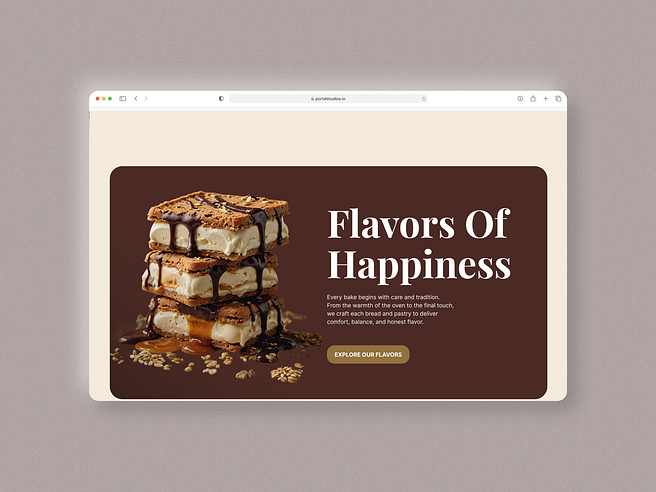 portalstudios.io
Flavors Of
Happiness
Every bake begins with care and tradition.
From the warmth of the oven to the final touch,
we craft each bread and pastry to deliver
comfort, balance, and honest flavor.
EXPLORE OUR FLAVORS